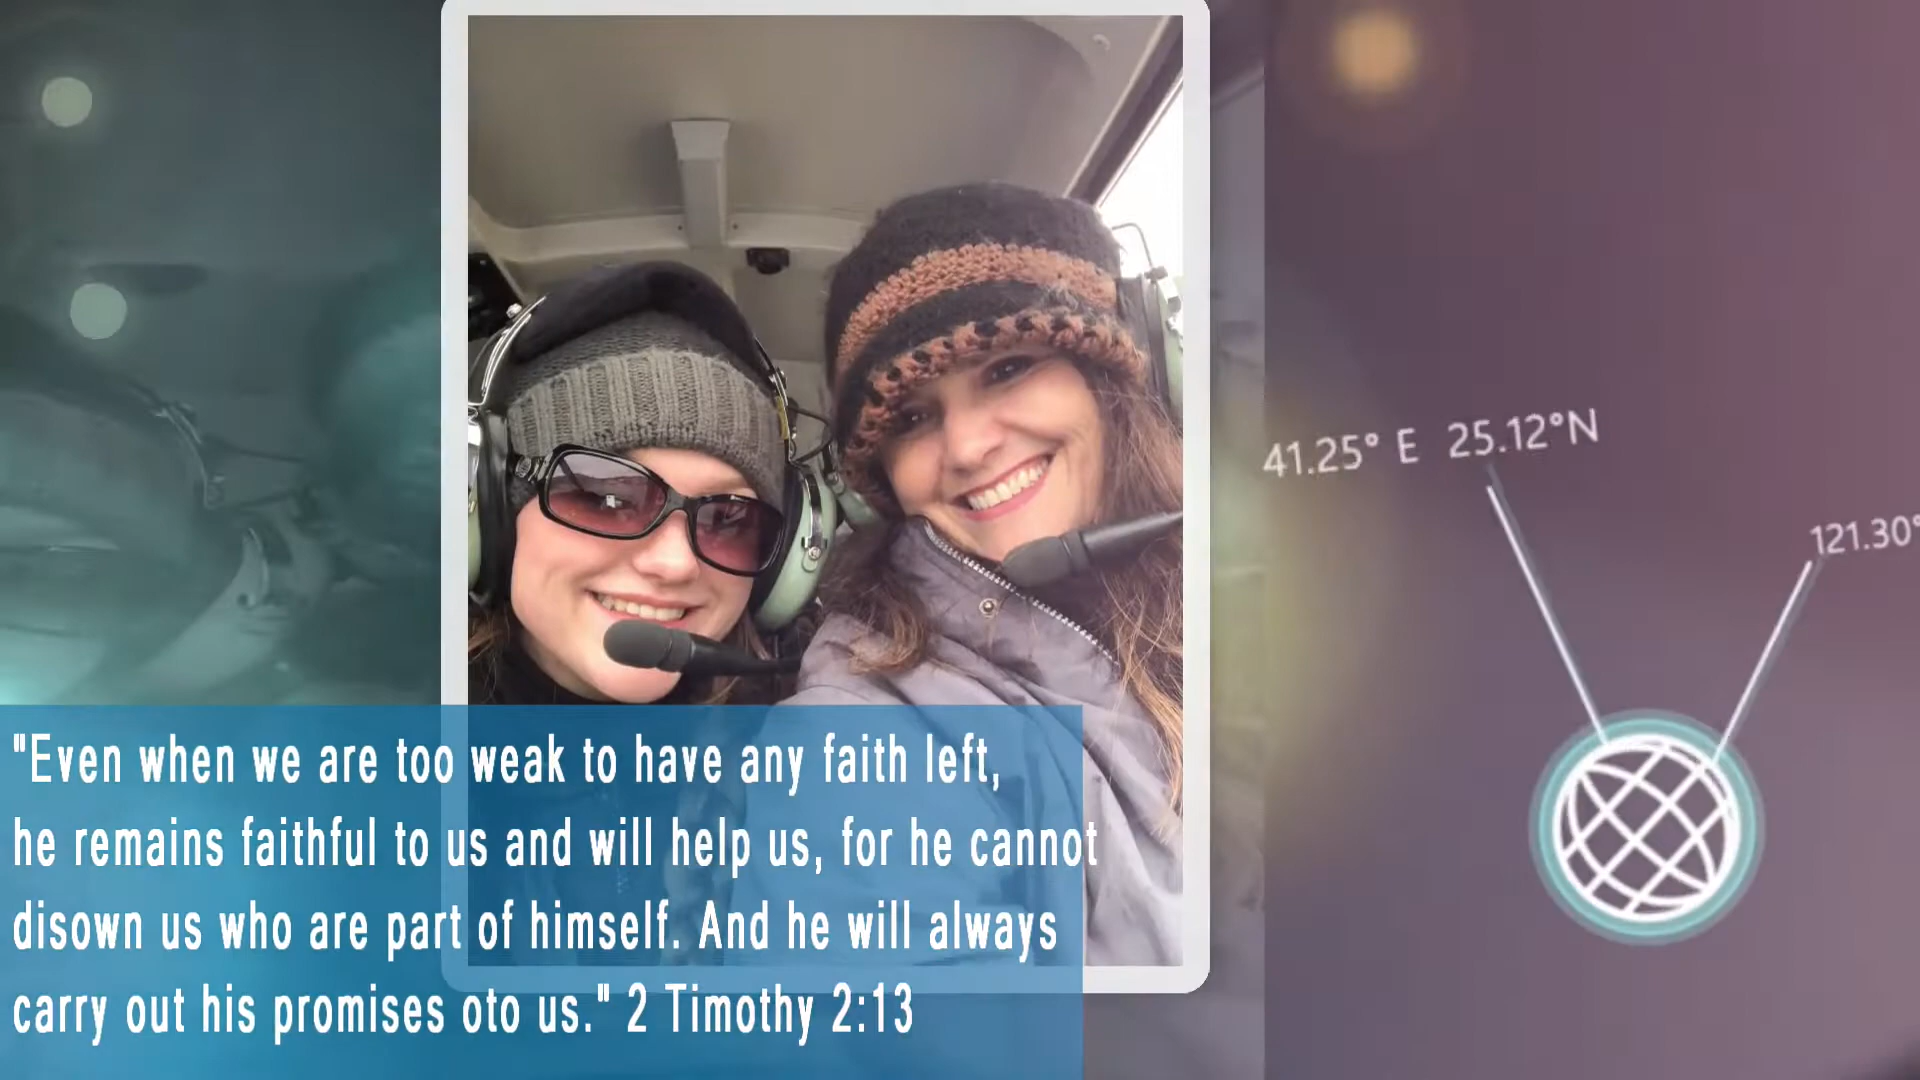 "Even when we are too weak to have any faith left,
he remains faithful to us and will help us, for he cannot
disown us who are part of himself. And he will always
carry out his promises oto us." 2 Timothy 2:13
41.25° E 25.12°N
121.30°